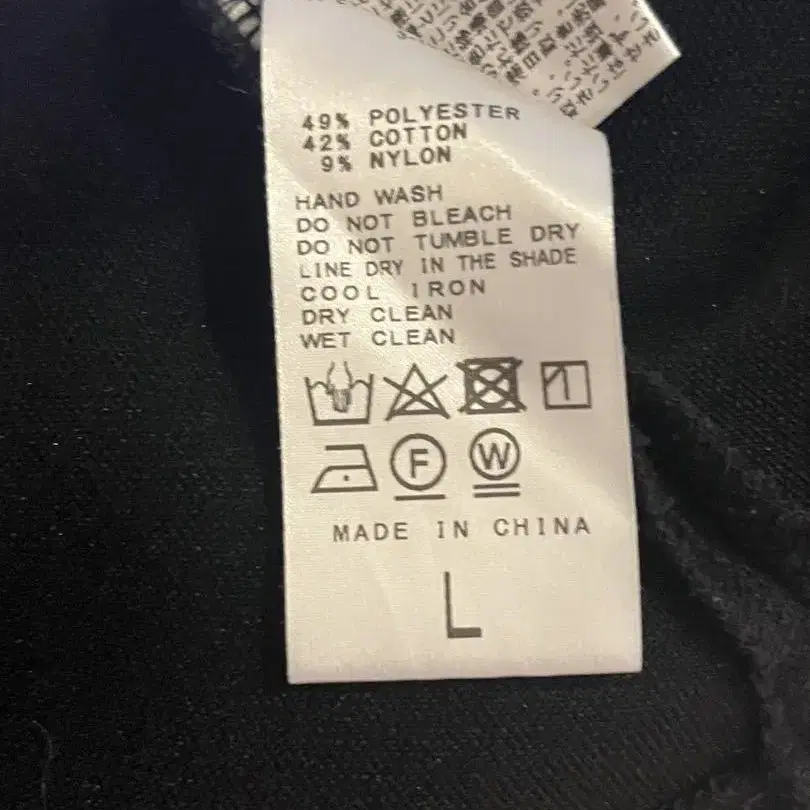 49% POLYESTER
42% COTTON
9% NYLON
HAND WASH
DO NOT BLEACH
DO NOT TUMBLE DRY
LINE DRY IN THE SHADE
COOL IRON
DRY CLEAN
WET CLEAN
F W
MADE IN CHINA
L